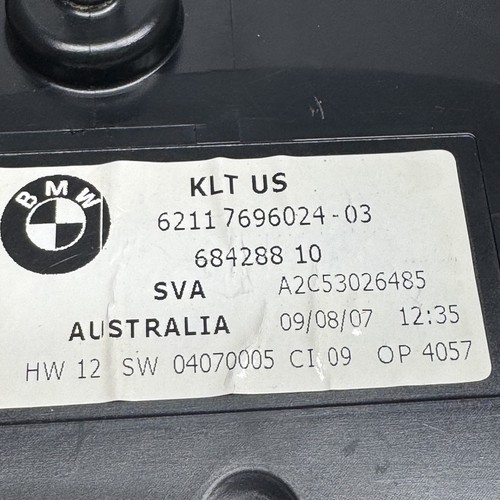 BMW
KLT US
6211 7696024-03
684288 10
SVA A2C53026485
AUSTRALIA 09/08/07 12:35
HW 12 SW 04070005 CI 09 OP 4057